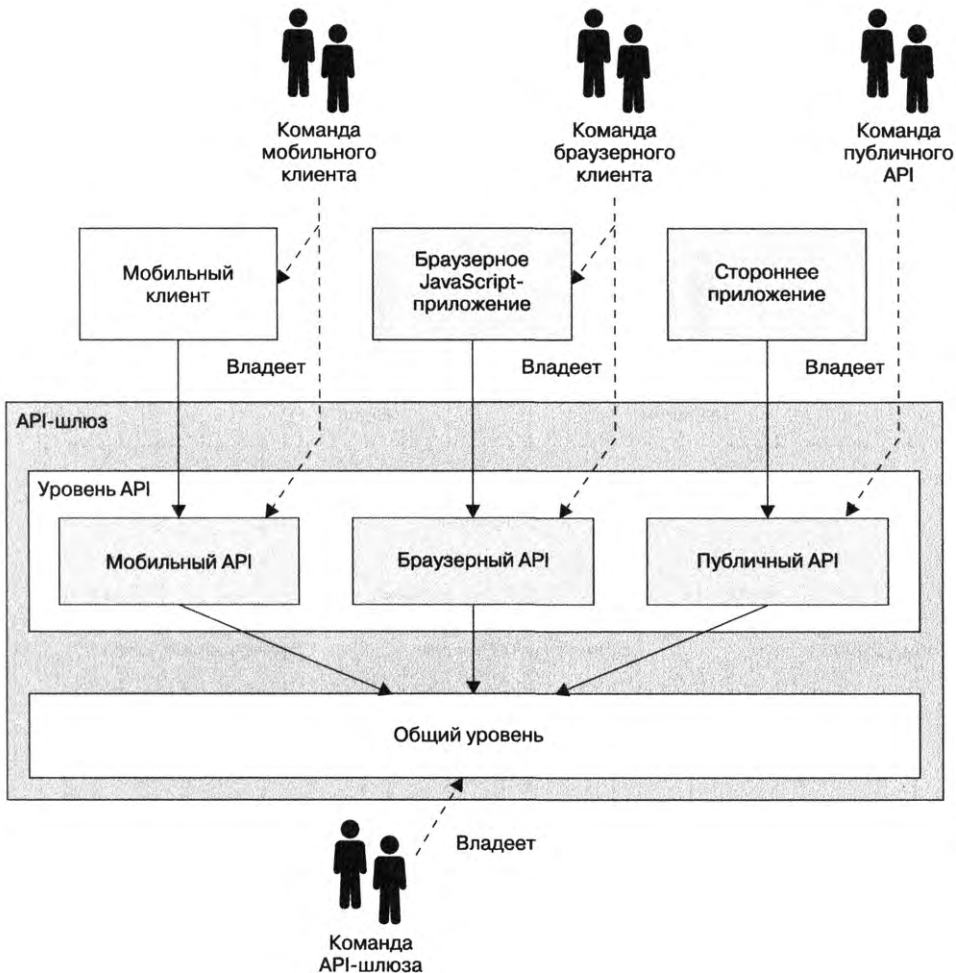 Команда
мобильного
клиента
Команда
браузерного
клиента
Команда
публичного
API
Мобильный
клиент
Браузерное
JavaScript-
приложение
Стороннее
приложение
Владеет
Владеет
Владеет
API-шлюз
Уровень API
Мобильный API
Браузерный API
Публичный API
Общий уровень
Владеет
Команда
API-шлюза